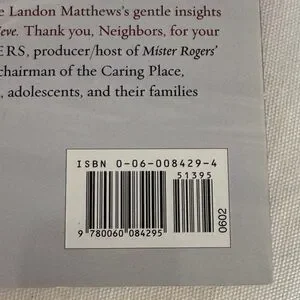 e Landon Matthews's gentle insights
ieve. Thank you, Neighbors, for your
ERS, producer/host of Mister Rogers'
chairman of the Caring Place,
, adolescents, and their families
ISBN 0-06-008429-4
51395
9 780060 084295
0602